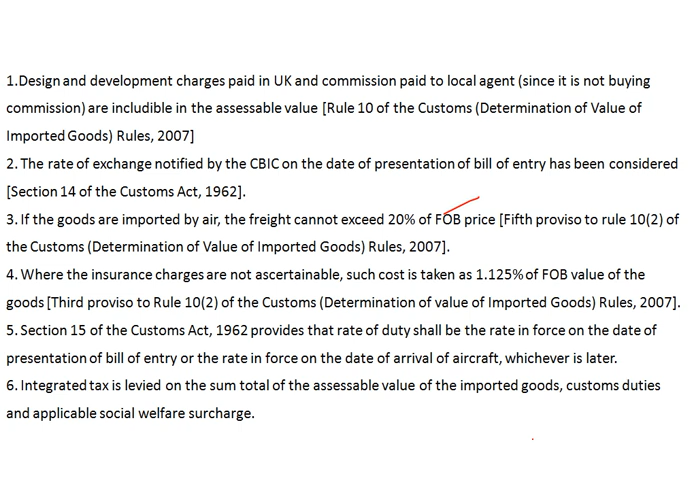 1.Design and development charges paid in UK and commission paid to local agent (since it is not buying
commission) are includible in the assessable value [Rule 10 of the Customs (Determination of Value of
Imported Goods) Rules, 2007]
2. The rate of exchange notified by the CBIC on the date of presentation of bill of entry has been considered
[Section 14 of the Customs Act, 1962].
3. If the goods are imported by air, the freight cannot exceed 20% of FOB price [Fifth proviso to rule 10(2) of
the Customs (Determination of Value of Imported Goods) Rules, 2007].
4. Where the insurance charges are not ascertainable, such cost is taken as 1.125% of FOB value of the
goods [Third proviso to Rule 10(2) of the Customs (Determination of value of Imported Goods) Rules, 2007].
5. Section 15 of the Customs Act, 1962 provides that rate of duty shall be the rate in force on the date of
presentation of bill of entry or the rate in force on the date of arrival of aircraft, whichever is later.
6. Integrated tax is levied on the sum total of the assessable value of the imported goods, customs duties
and applicable social welfare surcharge.